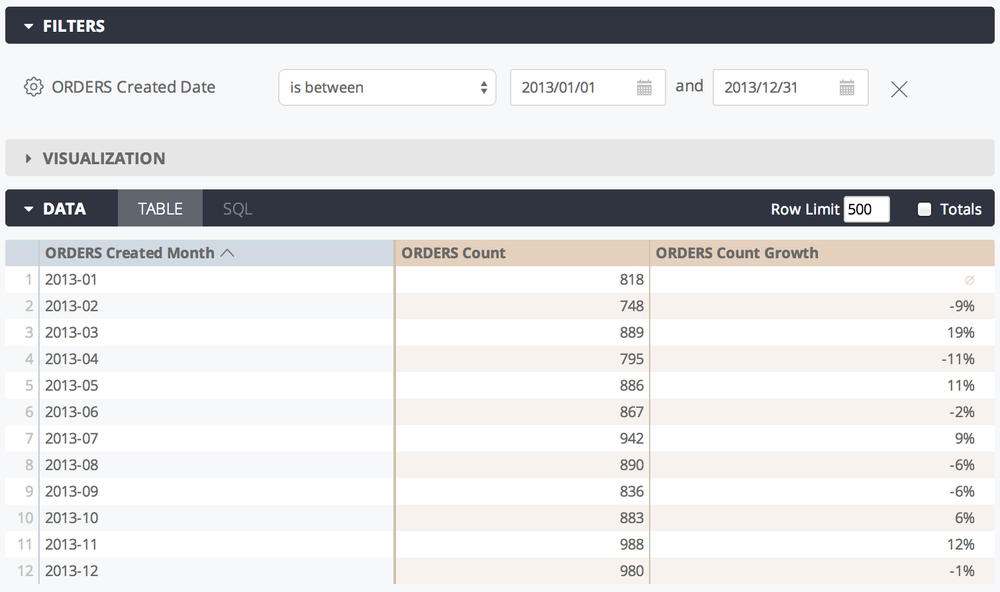 FILTERS
ORDERS Created Date is between 2013/01/01 and 2013/12/31
VISUALIZATION
DATA TABLE SQL Row Limit 500 Totals
ORDERS Created Month ORDERS Count ORDERS Count Growth
1 2013-01 818 ∅
2 2013-02 748 -9%
3 2013-03 889 19%
4 2013-04 795 -11%
5 2013-05 886 11%
6 2013-06 867 -2%
7 2013-07 942 9%
8 2013-08 890 -6%
9 2013-09 836 -6%
10 2013-10 883 6%
11 2013-11 988 12%
12 2013-12 980 -1%